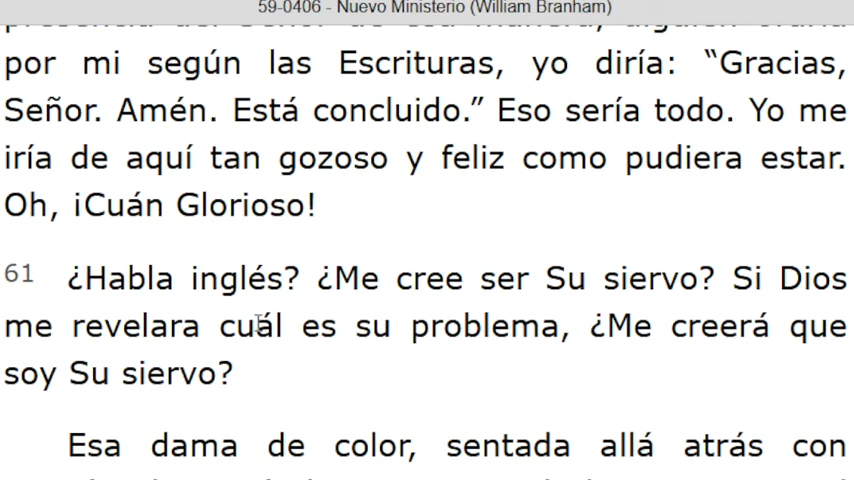 59-0406 - Nuevo Ministerio (William Branham)
por mi según las Escrituras, yo diría: “Gracias,
Señor. Amén. Está concluido.” Eso sería todo. Yo me
iría de aquí tan gozoso y feliz como pudiera estar.
Oh, ¡Cuán Glorioso!
61 ¿Habla inglés? ¿Me cree ser Su siervo? Si Dios
me revelara cuál es su problema, ¿Me creerá que
soy Su siervo?
Esa dama de color, sentada allá atrás con